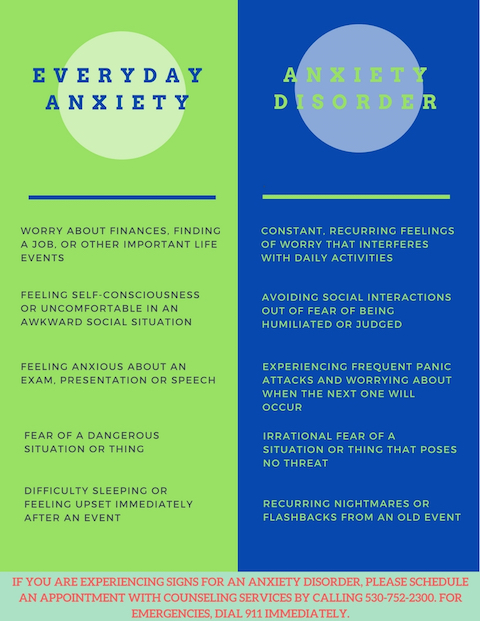 EVERYDAY
ANXIETY
WORRY ABOUT FINANCES, FINDING
A JOB, OR OTHER IMPORTANT LIFE
EVENTS
FEELING SELF-CONSCIOUSNESS
OR UNCOMFORTABLE IN AN
AWKWARD SOCIAL SITUATION
FEELING ANXIOUS ABOUT AN
EXAM, PRESENTATION OR SPEECH
FEAR OF A DANGEROUS
SITUATION OR THING
DIFFICULTY SLEEPING OR
FEELING UPSET IMMEDIATELY
AFTER AN EVENT
ANXIETY
DISORDER
CONSTANT, RECURRING FEELINGS
OF WORRY THAT INTERFERES
WITH DAILY ACTIVITIES
AVOIDING SOCIAL INTERACTIONS
OUT OF FEAR OF BEING
HUMILIATED OR JUDGED
EXPERIENCING FREQUENT PANIC
ATTACKS AND WORRYING ABOUT
WHEN THE NEXT ONE WILL
OCCUR
IRRATIONAL FEAR OF A
SITUATION OR THING THAT POSES
NO THREAT
RECURRING NIGHTMARES OR
FLASHBACKS FROM AN OLD EVENT
IF YOU ARE EXPERIENCING SIGNS FOR AN ANXIETY DISORDER, PLEASE SCHEDULE
AN APPOINTMENT WITH COUNSELING SERVICES BY CALLING 530-752-2300. FOR
EMERGENCIES, DIAL 911 IMMEDIATELY.